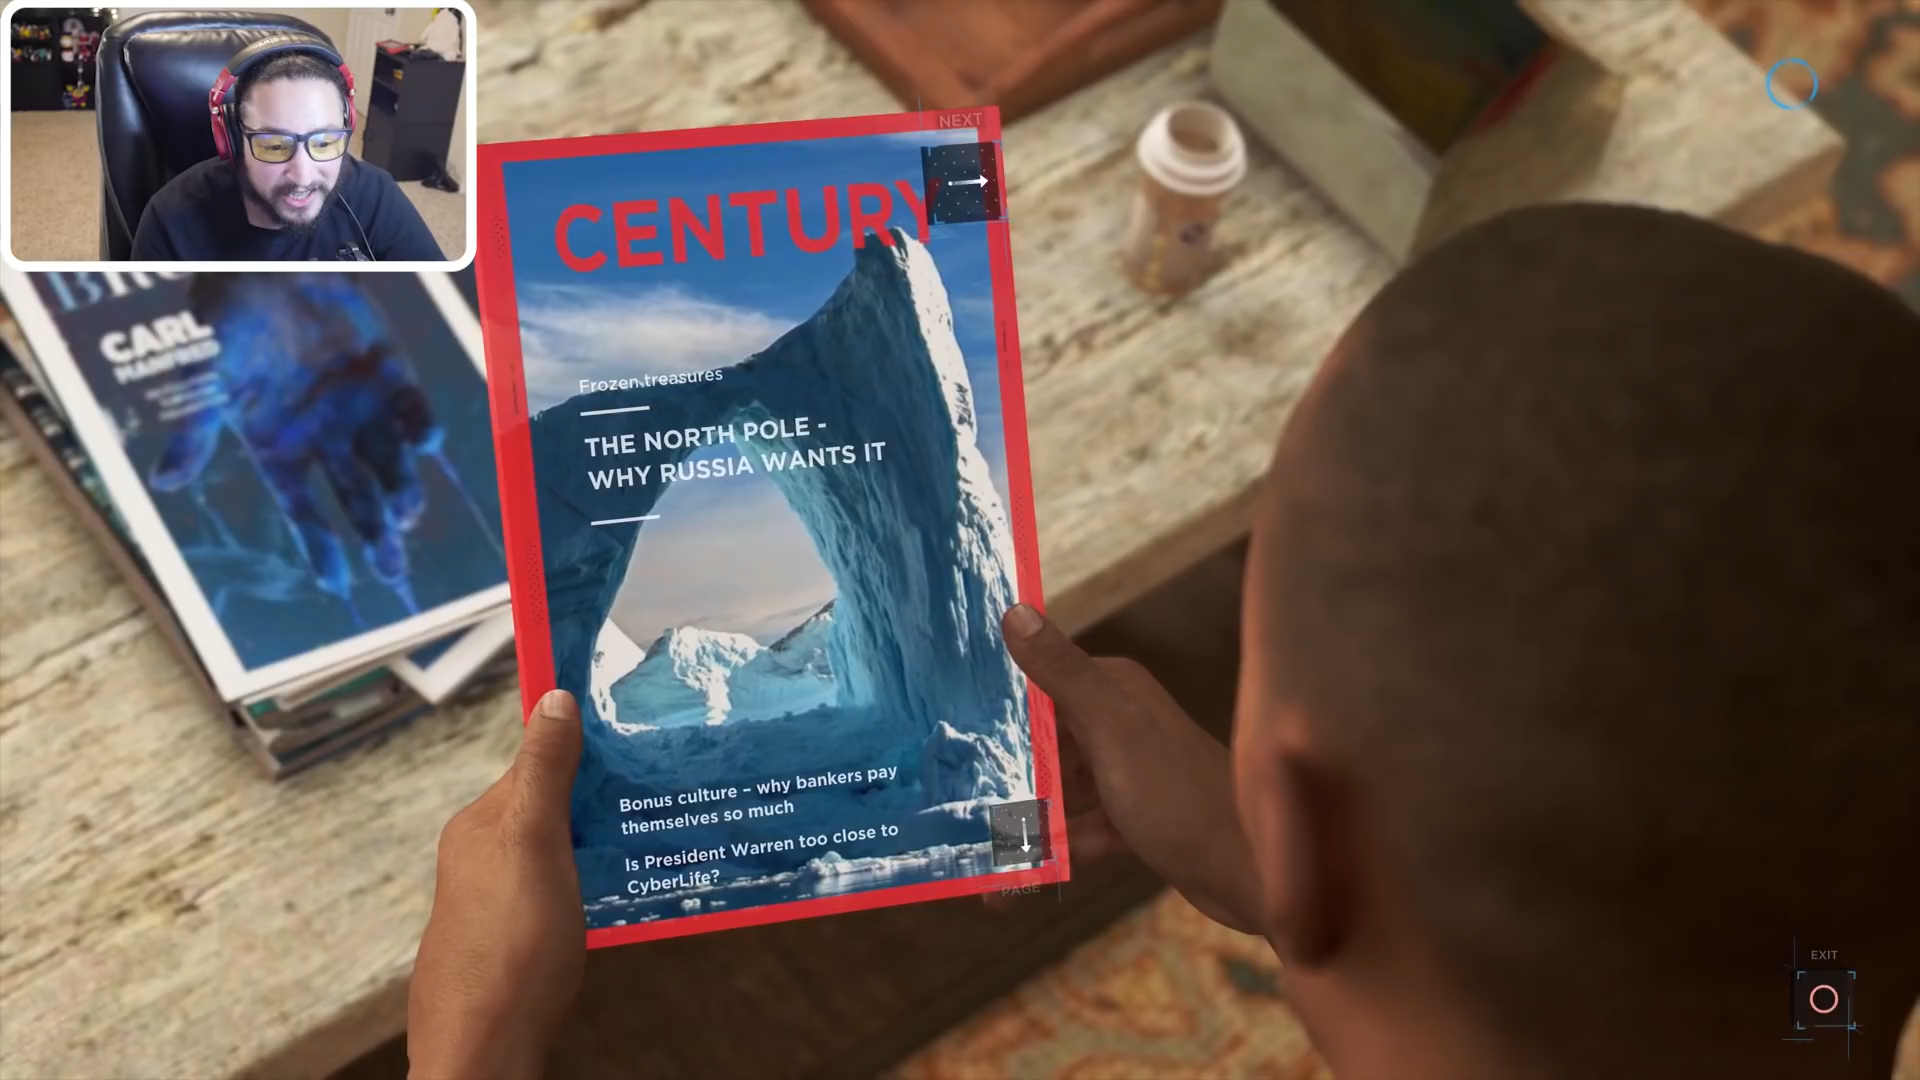 NEXT
CENTURY
CARL
MANFRED
Frozen treasures
THE NORTH POLE -
WHY RUSSIA WANTS IT
Bonus culture – why bankers pay
themselves so much
Is President Warren too close to
CyberLife?
PAGE
EXIT